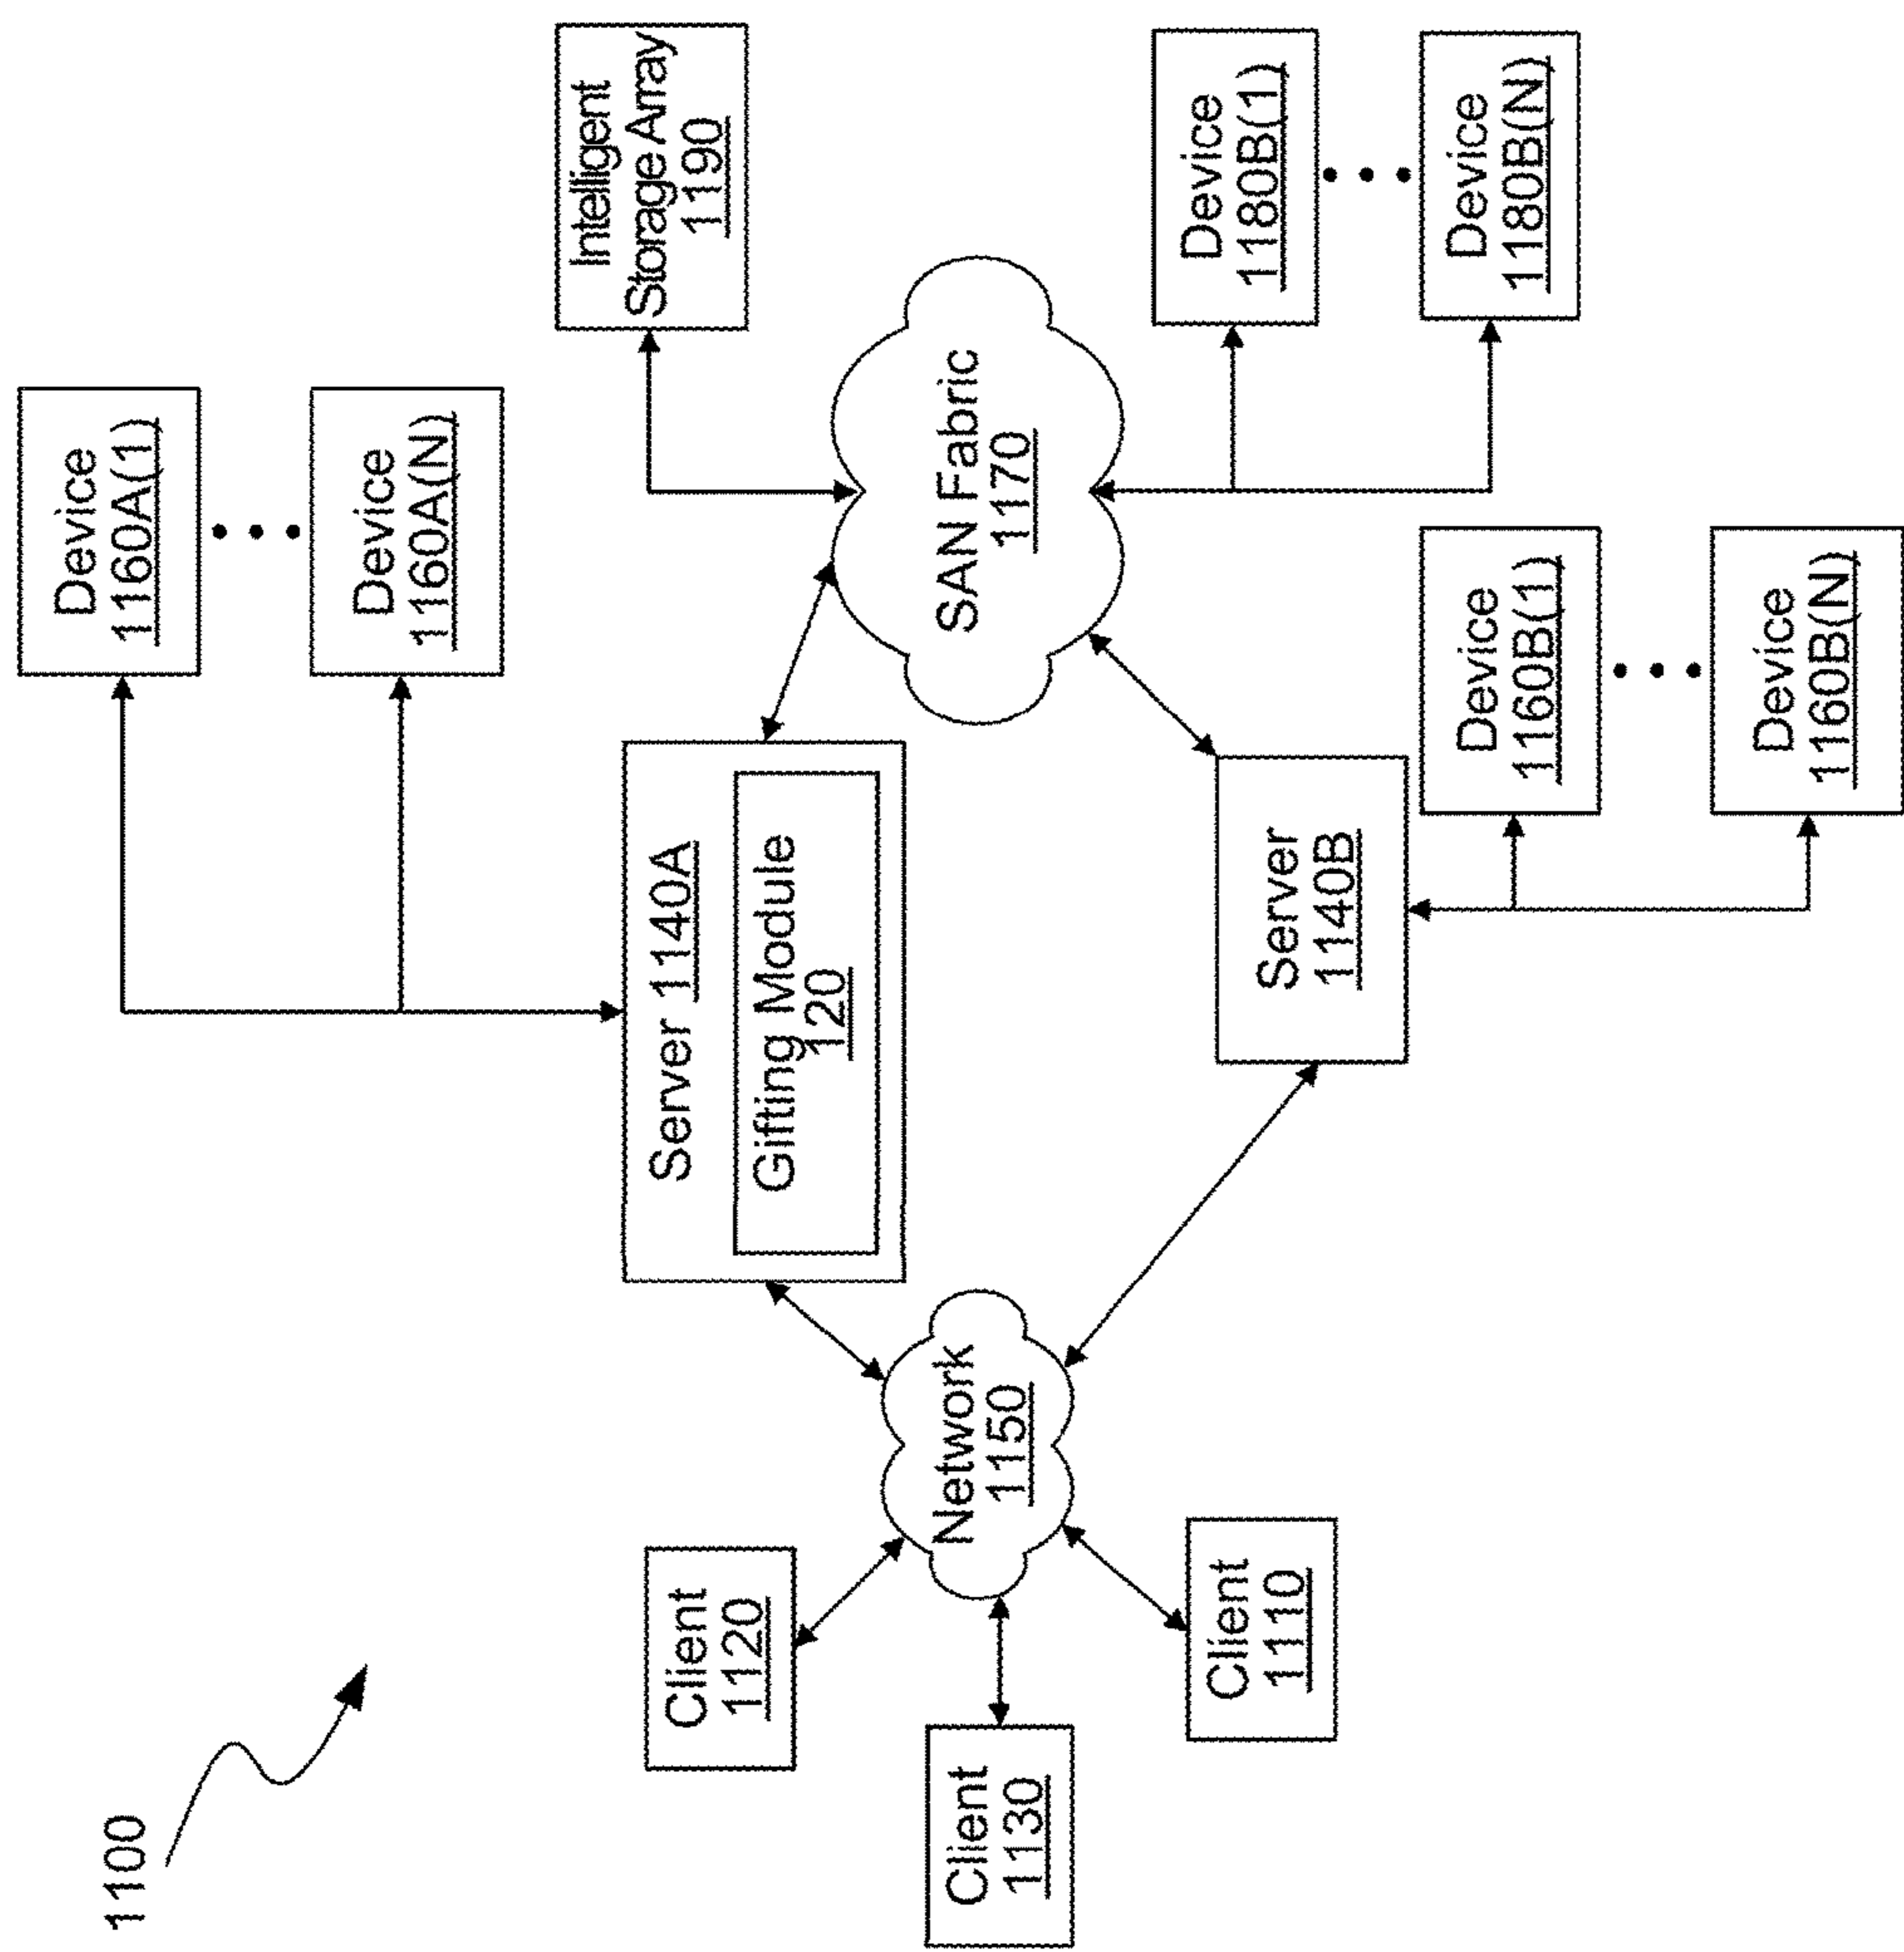 1100
Device
1160A(1)
Device
1160A(N)
Intelligent
Storage Array
1190
Server 1140A
Gifting Module
120
Client
1120
Client
1130
Network
1150
SAN Fabric
1170
Device
1180B(1)
Device
1180B(N)
Client
1110
Server
1140B
Device
1160B(1)
Device
1160B(N)